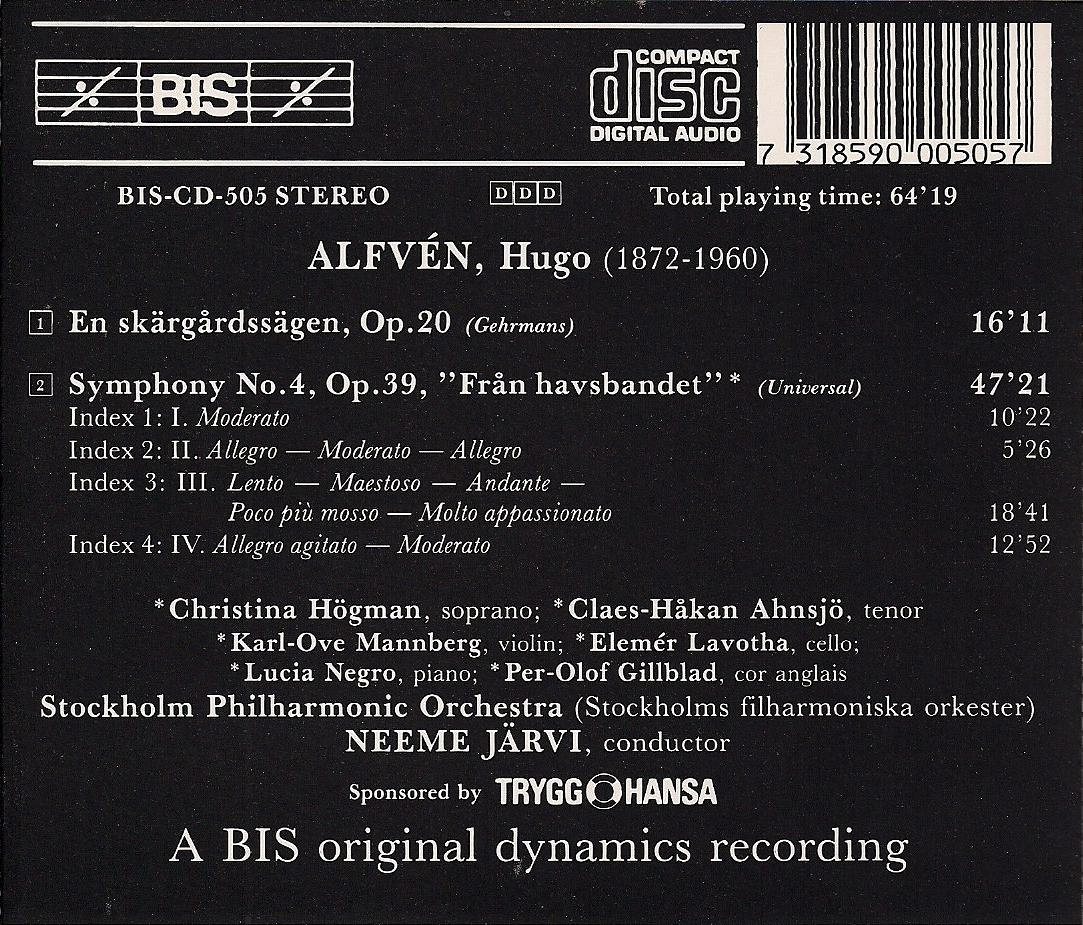 BIS
COMPACT
disc
DIGITAL AUDIO
7 318590 005057
BIS-CD-505 STEREO
DDD
Total playing time: 64’19
ALFVÉN, Hugo (1872-1960)
1 En skärgårdssägen, Op.20 (Gehrmans) 16’11
2 Symphony No.4, Op.39, ”Från havsbandet”* (Universal) 47’21
Index 1: I. Moderato 10’22
Index 2: II. Allegro — Moderato — Allegro 5’26
Index 3: III. Lento — Maestoso — Andante —
Poco più mosso — Molto appassionato 18’41
Index 4: IV. Allegro agitato — Moderato 12’52
*Christina Högman, soprano; *Claes-Håkan Ahnsjö, tenor
*Karl-Ove Mannberg, violin; *Elemér Lavotha, cello;
*Lucia Negro, piano; *Per-Olof Gillblad, cor anglais
Stockholm Philharmonic Orchestra (Stockholms filharmoniska orkester)
NEEME JÄRVI, conductor
Sponsored by TRYGG HANSA
A BIS original dynamics recording